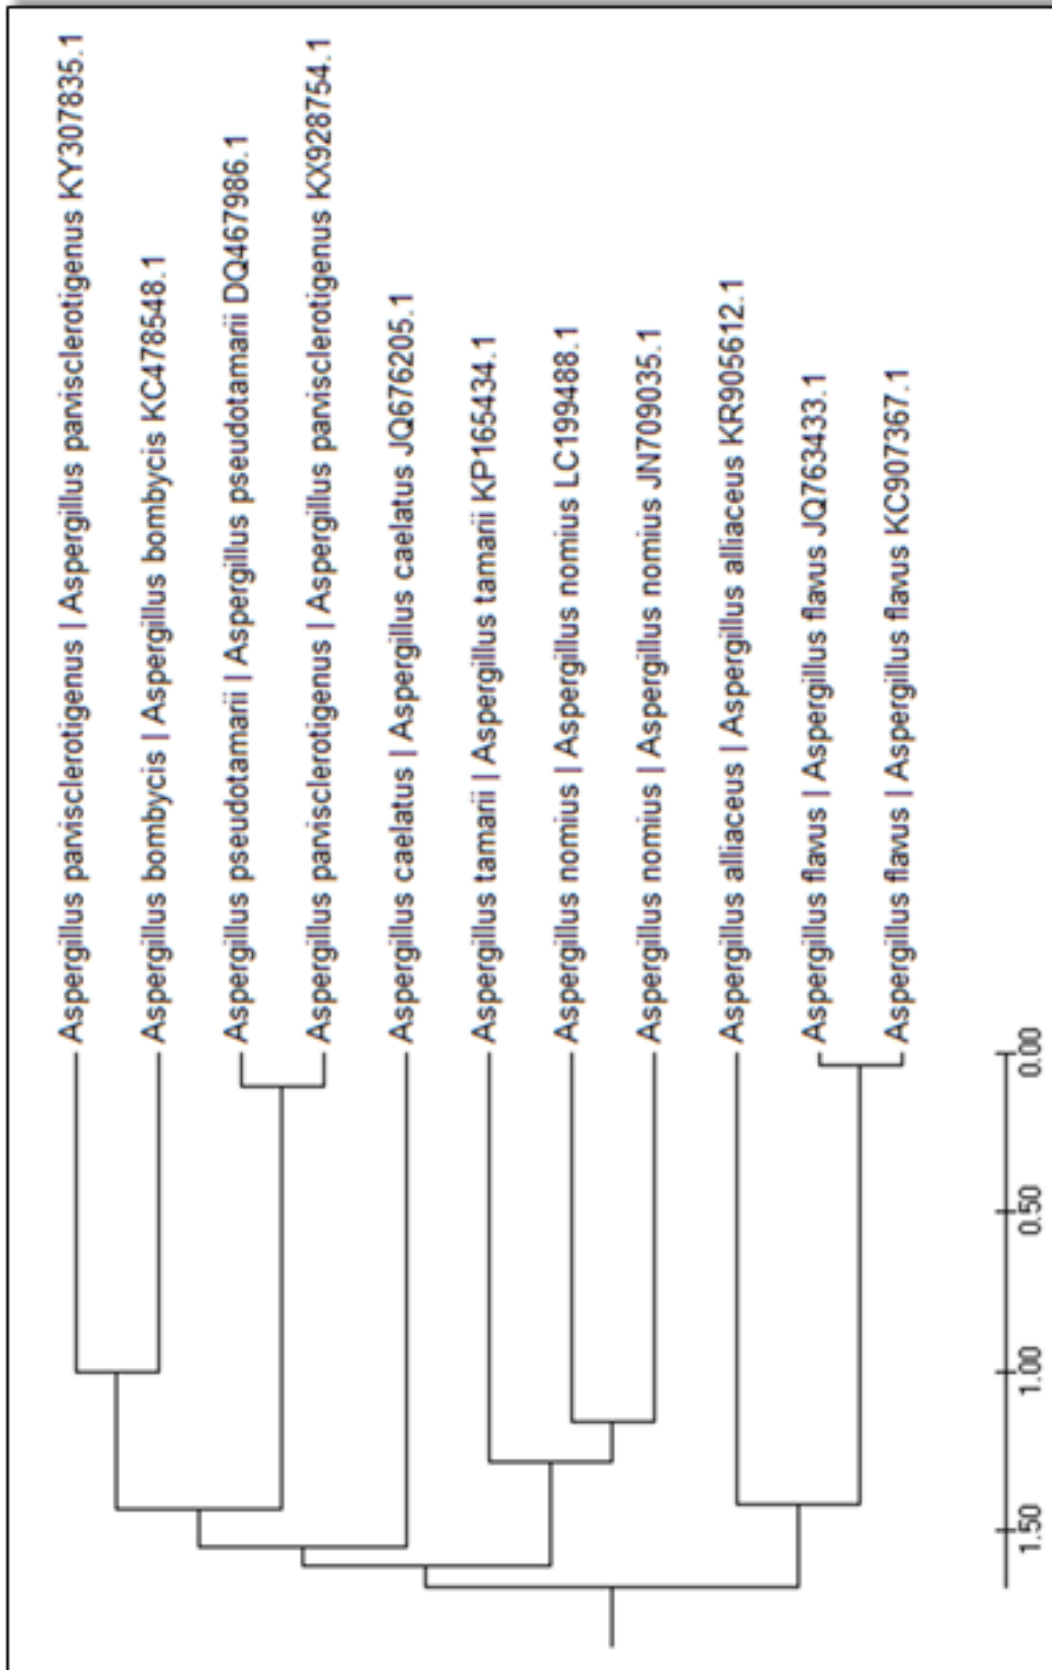 Aspergillus parvisclerotigenus | Aspergillus parvisclerotigenus KY307835.1
Aspergillus bombycis | Aspergillus bombycis KC478548.1
Aspergillus pseudotamarii | Aspergillus pseudotamarii DQ467986.1
Aspergillus parvisclerotigenus | Aspergillus parvisclerotigenus KX928754.1
Aspergillus caelatus | Aspergillus caelatus JQ676205.1
Aspergillus tamarii | Aspergillus tamarii KP165434.1
Aspergillus nomius | Aspergillus nomius LC199488.1
Aspergillus nomius | Aspergillus nomius JN709035.1
Aspergillus alliaceus | Aspergillus alliaceus KR905612.1
Aspergillus flavus | Aspergillus flavus JQ763433.1
Aspergillus flavus | Aspergillus flavus KC907367.1
1.50 1.00 0.50 0.00